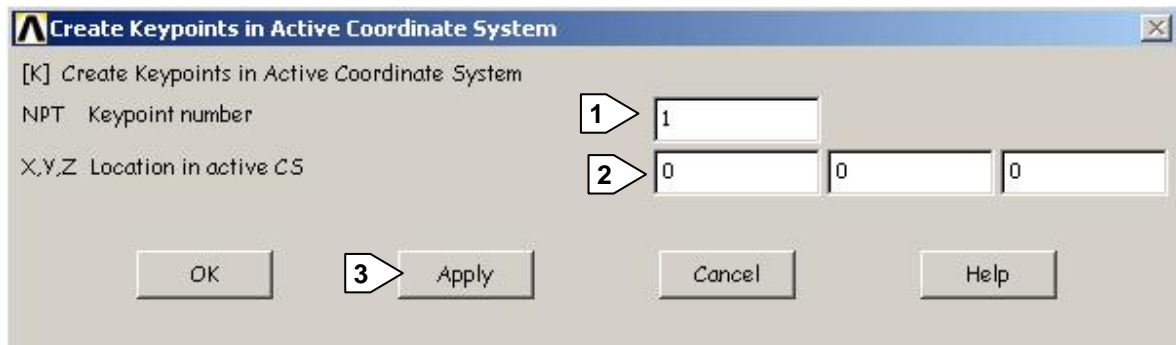 Create Keypoints in Active Coordinate System
[K] Create Keypoints in Active Coordinate System
NPT Keypoint number 1 1
X,Y,Z Location in active CS 2 0 0 0
OK 3 Apply Cancel Help